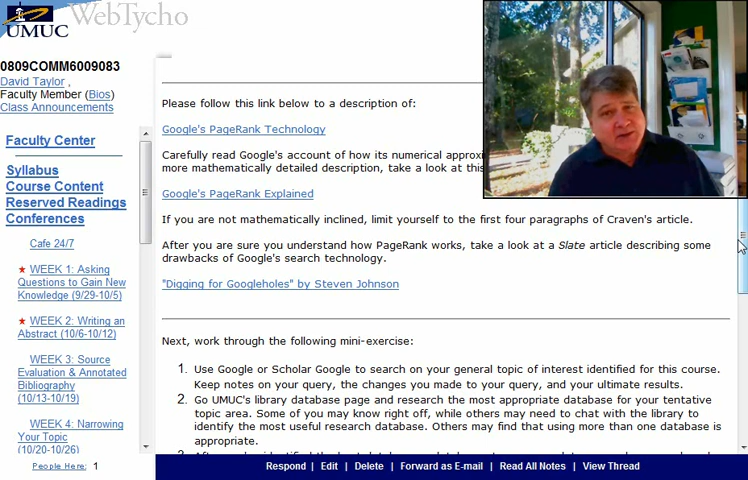 UMUC
WebTycho
0809COMM6009083
David Taylor ,
Faculty Member (Bios)
Class Announcements
Faculty Center
Syllabus
Course Content
Reserved Readings
Conferences
Cafe 24/7
WEEK 1: Asking
Questions to Gain New
Knowledge (9/29-10/5)
WEEK 2: Writing an
Abstract (10/6-10/12)
WEEK 3: Source
Evaluation & Annotated
Bibliography
(10/13-10/19)
WEEK 4: Narrowing
Your Topic
(10/20-10/26)
People Here: 1
Please follow this link below to a description of:
Google's PageRank Technology
Carefully read Google's account of how its numerical approxi
more mathematically detailed description, take a look at this
Google's PageRank Explained
If you are not mathematically inclined, limit yourself to the first four paragraphs of Craven's article.
After you are sure you understand how PageRank works, take a look at a Slate article describing some
drawbacks of Google's search technology.
"Digging for Googleholes" by Steven Johnson
Next, work through the following mini-exercise:
1. Use Google or Scholar Google to search on your general topic of interest identified for this course.
Keep notes on your query, the changes you made to your query, and your ultimate results.
2. Go UMUC's library database page and research the most appropriate database for your tentative
topic area. Some of you may know right off, while others may need to chat with the library to
identify the most useful research database. Others may find that using more than one database is
appropriate.
Respond | Edit | Delete | Forward as E-mail | Read All Notes | View Thread